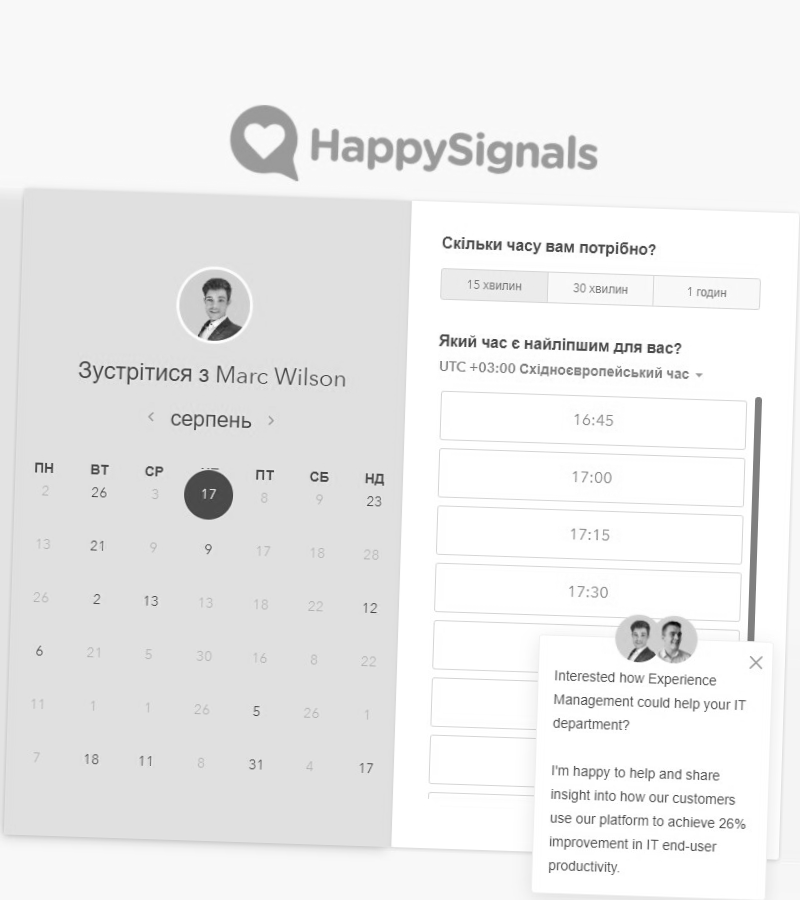 HappySignals
Зустрітися з Marc Wilson
серпень
ПН ВТ СР ПТ СБ НД
2 26 3 17 8 9 23
13 21 9 9 17 18 28
26 2 13 13 18 22 12
6 21 5 30 16 8 22
11 1 1 26 5 26 1
7 18 11 8 31 4 17
Скільки часу вам потрібно?
15 хвилин 30 хвилин 1 годин
Який час є найліпшим для вас?
UTC +03:00 Східноєвропейський час
16:45
17:00
17:15
17:30
Interested how Experience
Management could help your IT
department?
I'm happy to help and share
insight into how our customers
use our platform to achieve 26%
improvement in IT end-user
productivity.